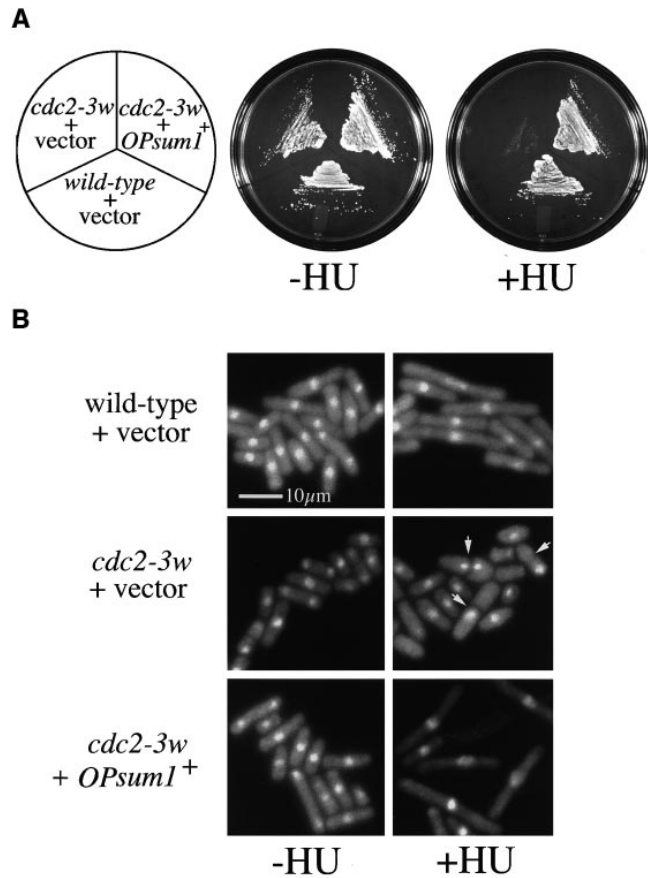 A
cdc2-3w
+
vector
cdc2-3w
+
OPsum1+
wild-type
+
vector
-HU
+HU
B
wild-type
+ vector
10µm
cdc2-3w
+ vector
cdc2-3w
+ OPsum1+
-HU
+HU